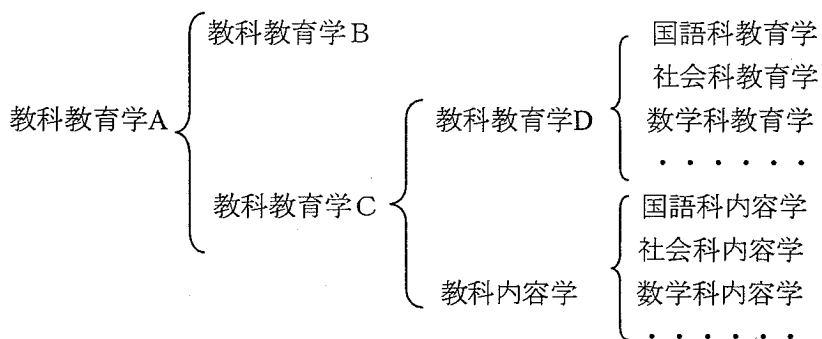 教科教育学A
教科教育学B
教科教育学C
教科教育学D
国語科教育学
社会科教育学
数学科教育学
・・・・・・
教科内容学
国語科内容学
社会科内容学
数学科内容学
・・・・・・